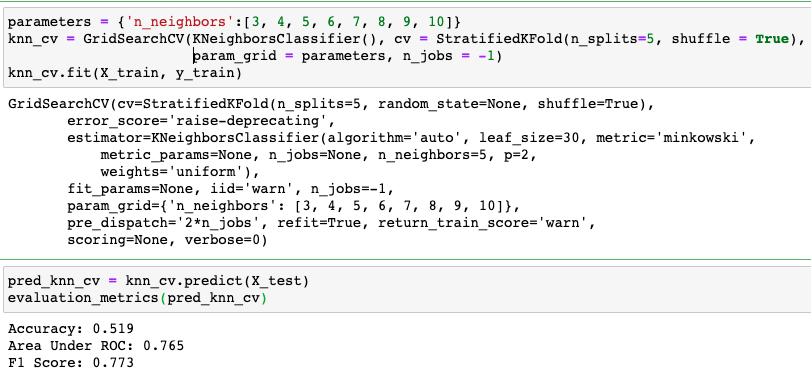 parameters = {'n_neighbors':[3, 4, 5, 6, 7, 8, 9, 10]}
knn_cv = GridSearchCV(KNeighborsClassifier(), cv = StratifiedKFold(n_splits=5, shuffle = True),
param_grid = parameters, n_jobs = -1)
knn_cv.fit(X_train, y_train)
GridSearchCV(cv=StratifiedKFold(n_splits=5, random_state=None, shuffle=True),
error_score='raise-deprecating',
estimator=KNeighborsClassifier(algorithm='auto', leaf_size=30, metric='minkowski',
metric_params=None, n_jobs=None, n_neighbors=5, p=2,
weights='uniform'),
fit_params=None, iid='warn', n_jobs=-1,
param_grid={'n_neighbors': [3, 4, 5, 6, 7, 8, 9, 10]},
pre_dispatch='2*n_jobs', refit=True, return_train_score='warn',
scoring=None, verbose=0)
pred_knn_cv = knn_cv.predict(X_test)
evaluation_metrics(pred_knn_cv)
Accuracy: 0.519
Area Under ROC: 0.765
F1 Score: 0.773